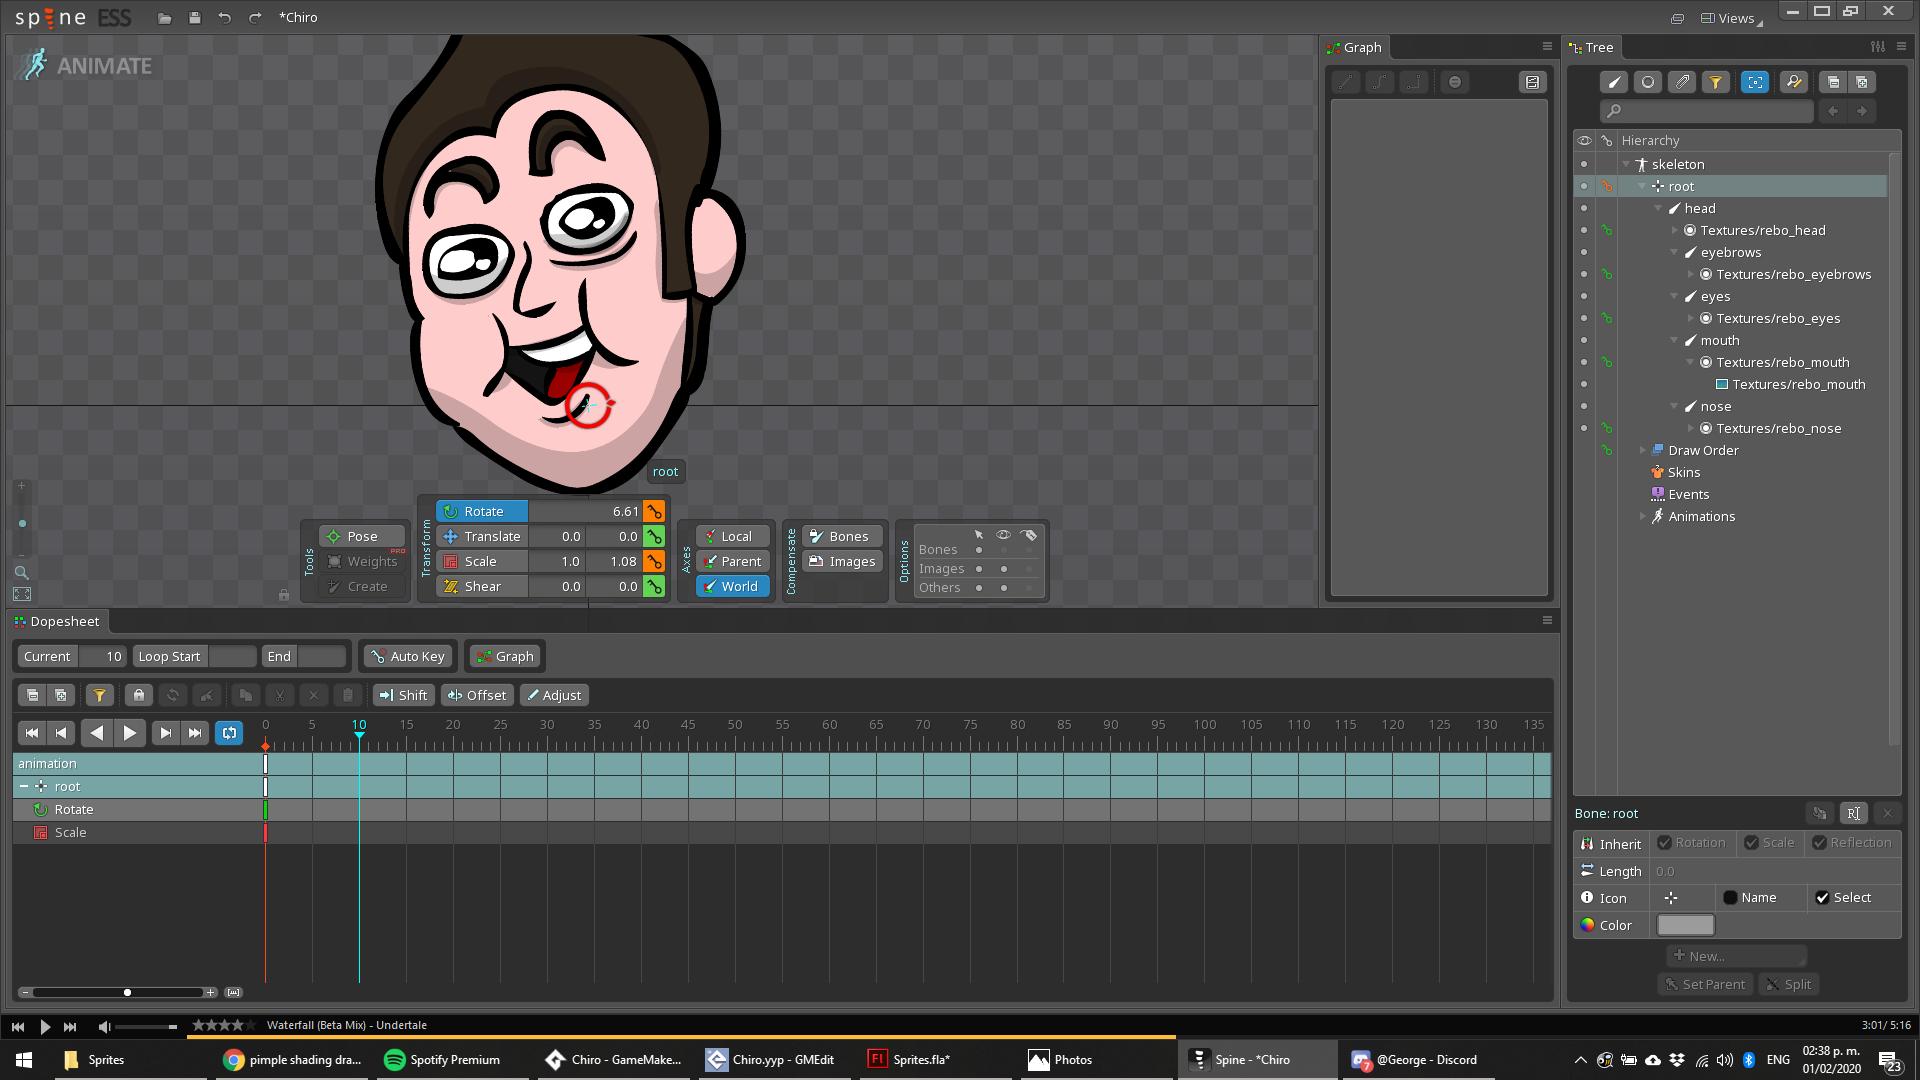 spine ESS
*Chiro
Views
ANIMATE
Graph
Tree
Hierarchy
skeleton
root
head
Textures/rebo_head
eyebrows
Textures/rebo_eyebrows
eyes
Textures/rebo_eyes
mouth
Textures/rebo_mouth
Textures/rebo_mouth
nose
Textures/rebo_nose
Draw Order
Skins
Events
Animations
root
Tools
Pose
Weights PRO
Create
Transform
Rotate 6.61
Translate 0.0 0.0
Scale 1.0 1.08
Shear 0.0 0.0
Axes
Local
Parent
World
Compensate
Bones
Images
Options
Bones
Images
Others
Dopesheet
Current 10 Loop Start End Auto Key Graph
Shift Offset Adjust
0 5 10 15 20 25 30 35 40 45 50 55 60 65 70 75 80 85 90 95 100 105 110 115 120 125 130 135
animation
root
Rotate
Scale
Bone: root
Inherit Rotation Scale Reflection
Length 0.0
Icon Name Select
Color
New...
Set Parent Split
Waterfall (Beta Mix) - Undertale 3:01/ 5:16
Sprites
pimple shading dra...
Spotify Premium
Chiro - GameMake...
Chiro.yyp - GMEdit
Fl Sprites.fla*
Photos
Spine - *Chiro
7 @George - Discord
ENG
02:38 p. m.
01/02/2020
23